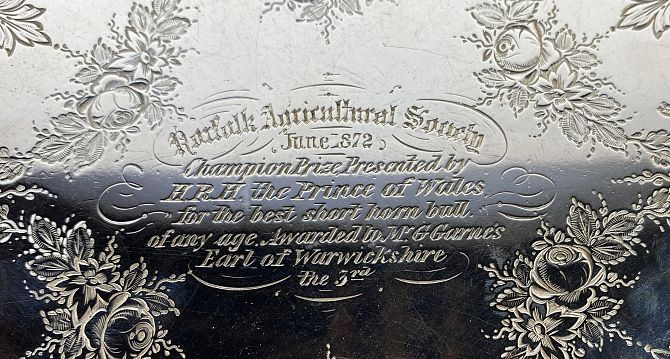 Norfolk Agricultural Society
June 1872
Champion Prize, Presented by
H.R.H. the Prince of Wales
for the best short horn bull.
of any age. Awarded to Mr. G Garne's
Earl of Warwickshire
the 3rd